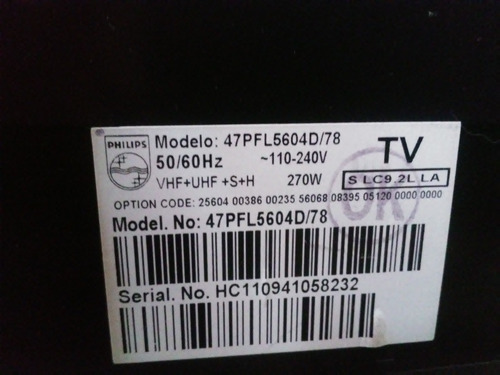 PHILIPS
Modelo: 47PFL5604D/78
TV
50/60Hz ~110-240V
VHF+UHF +S+H 270W
S LC9.2L LA
OPTION CODE: 25604 00386 00235 56068 08395 05120 0000 0000
Model. No: 47PFL5604D/78
OK
Serial. No. HC110941058232